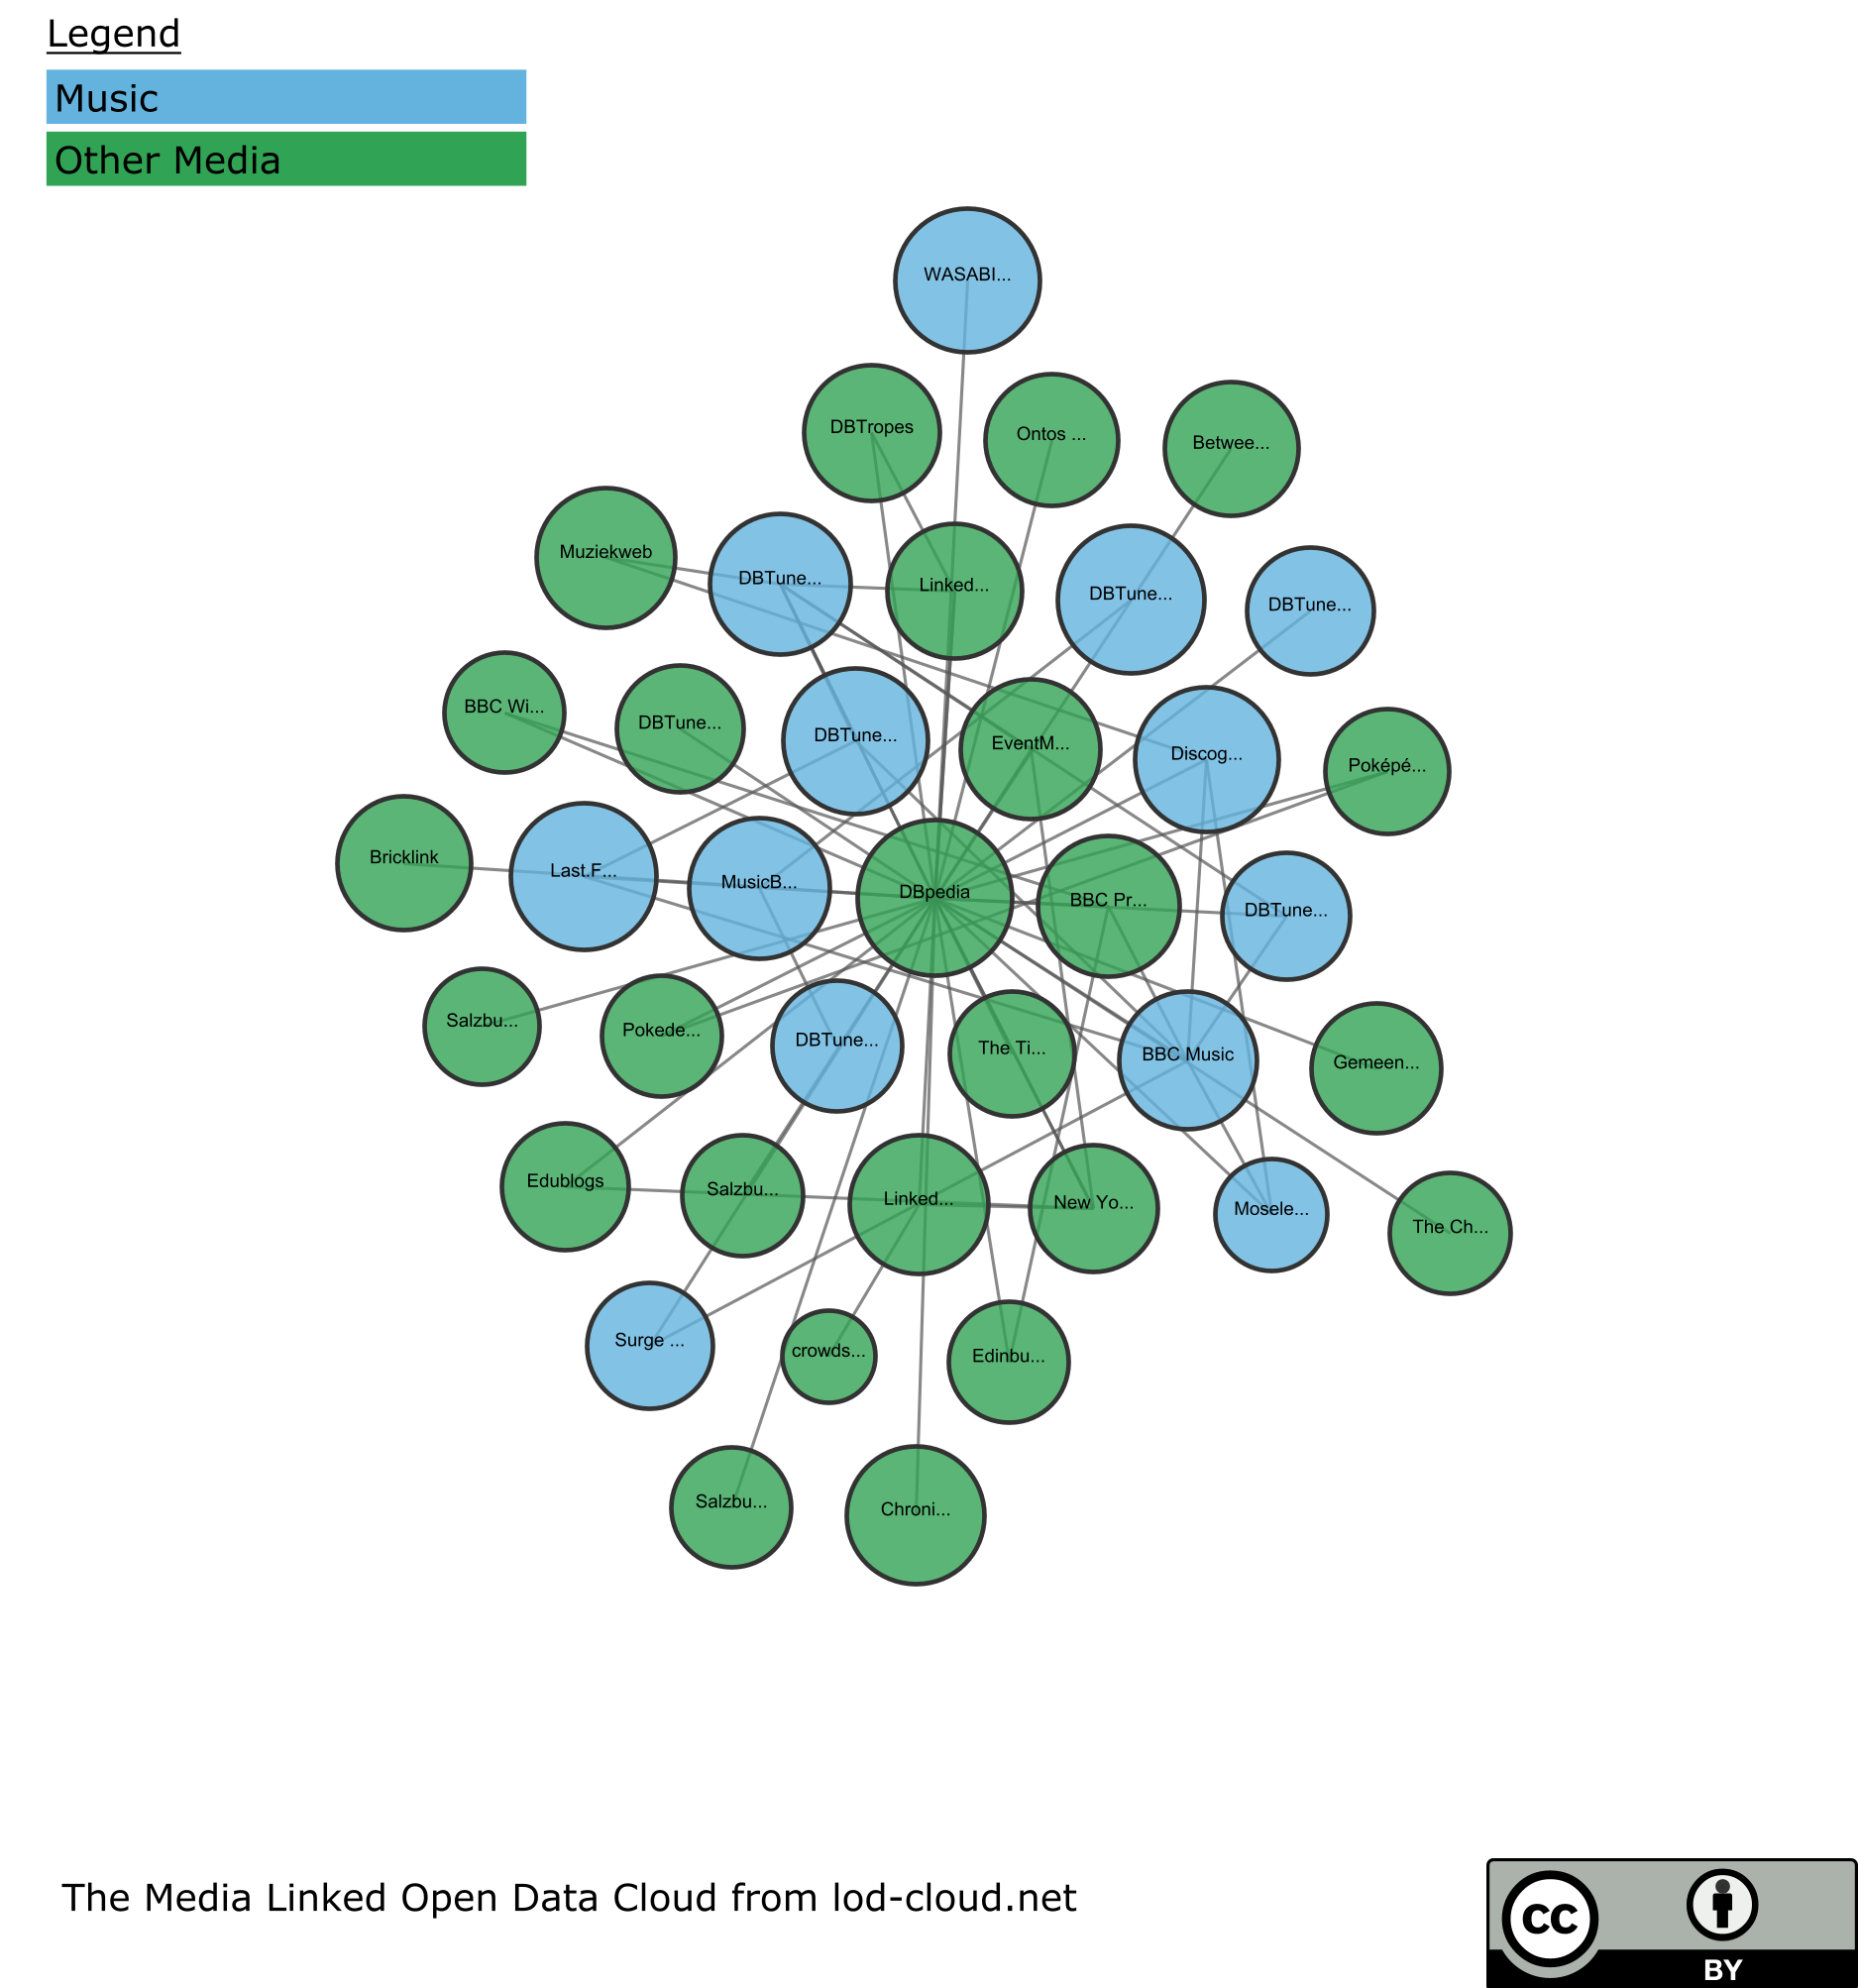 Legend
Music
Other Media
WASABI...
DBTropes
Ontos ...
Betwee...
Muziekweb
DBTune...
Linked...
DBTune...
DBTune...
BBC Wi...
DBTune...
DBTune...
EventM...
Discog...
Poképé...
Bricklink
Last.F...
MusicB...
DBpedia
BBC Pr...
DBTune...
Salzbu...
Pokede...
DBTune...
The Ti...
BBC Music
Gemeen...
Edublogs
Salzbu...
Linked...
New Yo...
Mosele...
The Ch...
Surge ...
crowds...
Edinbu...
Salzbu...
Chroni...
The Media Linked Open Data Cloud from lod-cloud.net
cc
BY